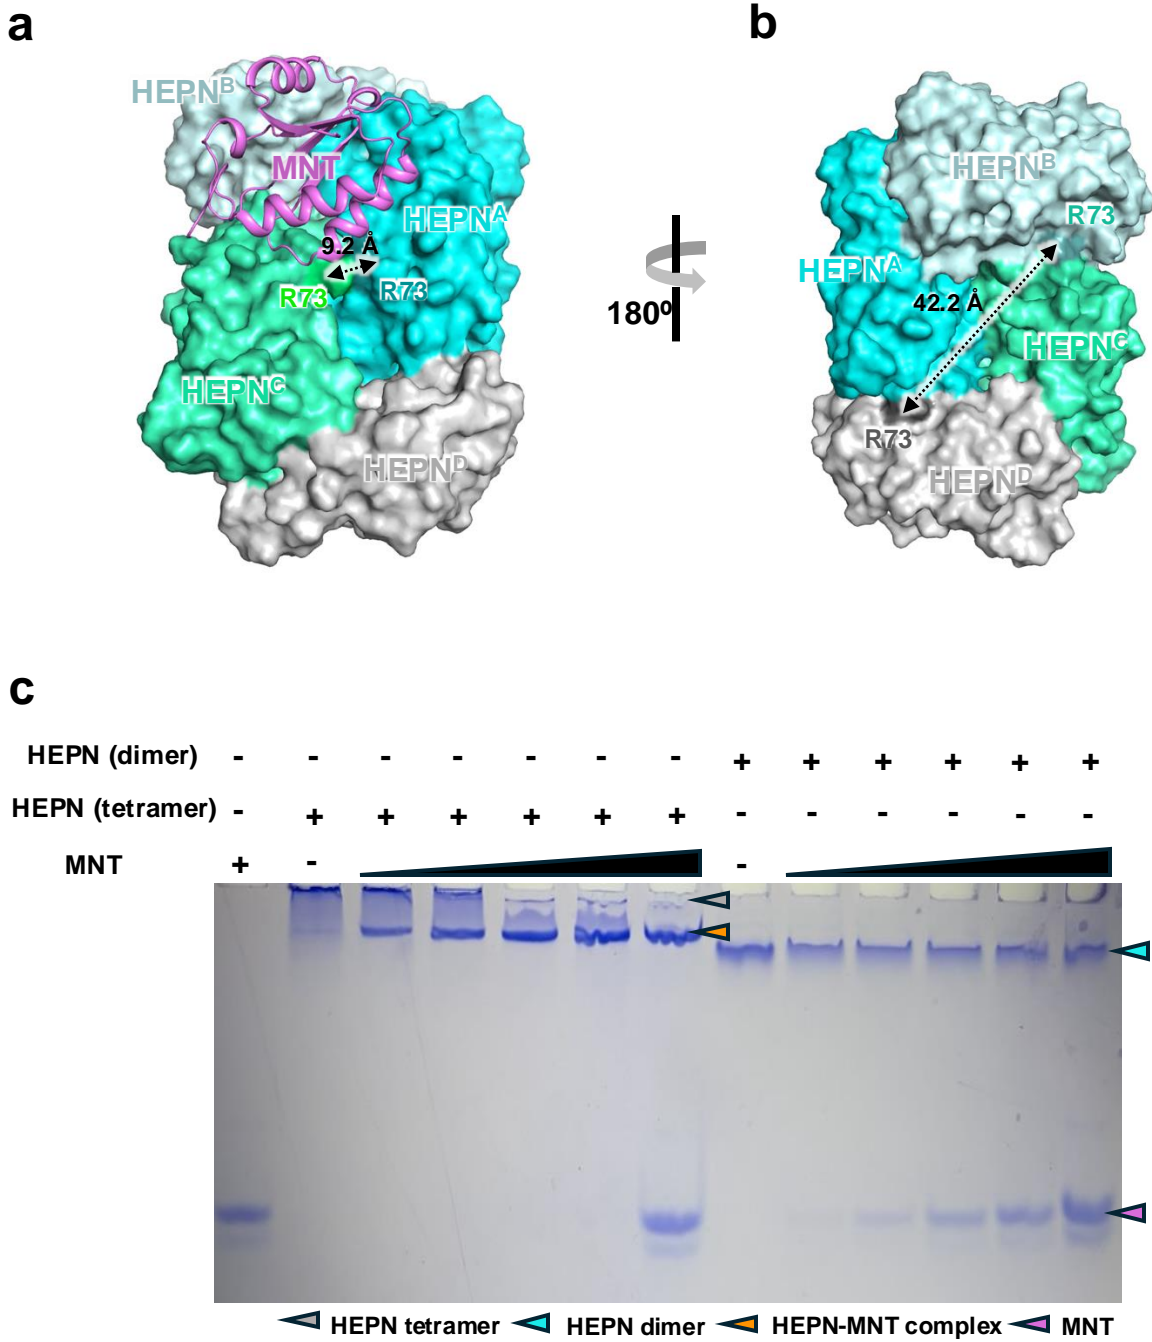 a
b
HEPNB
MNT
HEPNA
9.2 Å
R73
R73
HEPNC
HEPND
180º
HEPNB
R73
HEPNA
42.2 Å
HEPNC
R73
HEPND
c
HEPN (dimer) - - - - - - - + + + + + +
HEPN (tetramer) - + + + + + + - - - - - -
MNT + - -
HEPN tetramer HEPN dimer HEPN-MNT complex MNT